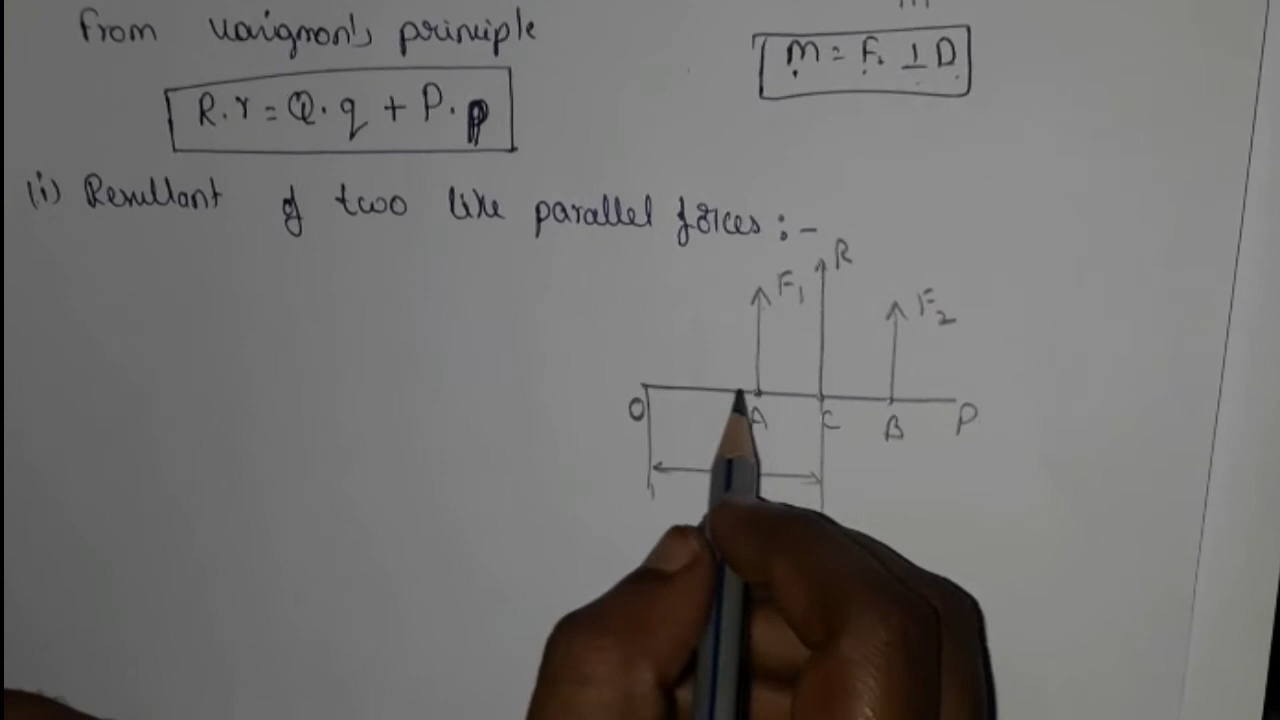 From Varignon's principle
M = F. ⊥ D
R.r = Q.q + P.p
(i) Resultant of two like parallel forces :-
R
F1
F2
O A C B P